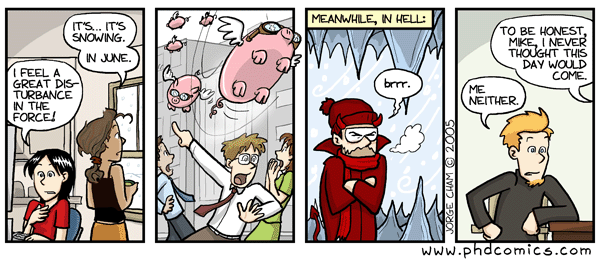 IT'S... IT'S
SNOWING.
IN JUNE.
I FEEL A
GREAT DIS-
TURBANCE
IN THE
FORCE!
MEANWHILE, IN HELL:
brrr.
JORGE CHAM © 2005
TO BE HONEST,
MIKE, I NEVER
THOUGHT THIS
DAY WOULD
COME.
ME
NEITHER.
www.phdcomics.com